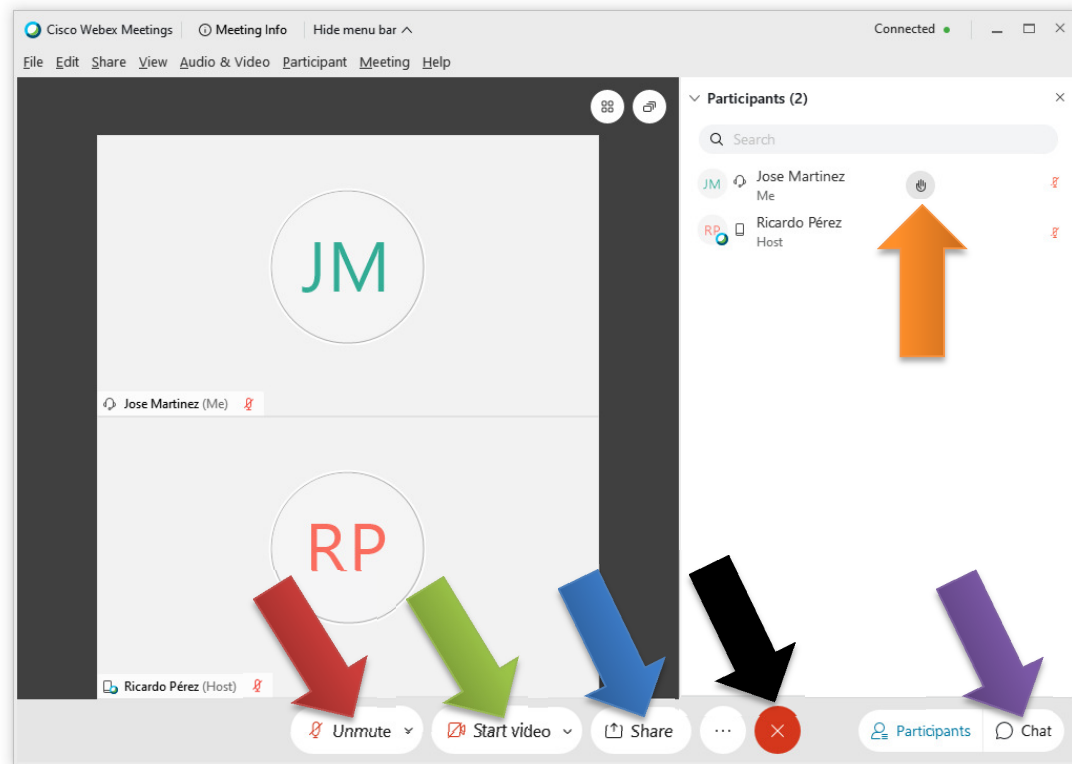 Cisco Webex Meetings Meeting Info Hide menu bar Connected
File Edit Share View Audio & Video Participant Meeting Help
Participants (2)
Search
JM Jose Martinez
Me
RP Ricardo Pérez
Host
JM
Jose Martinez (Me)
RP
Ricardo Pérez (Host)
Unmute Start video Share Participants Chat